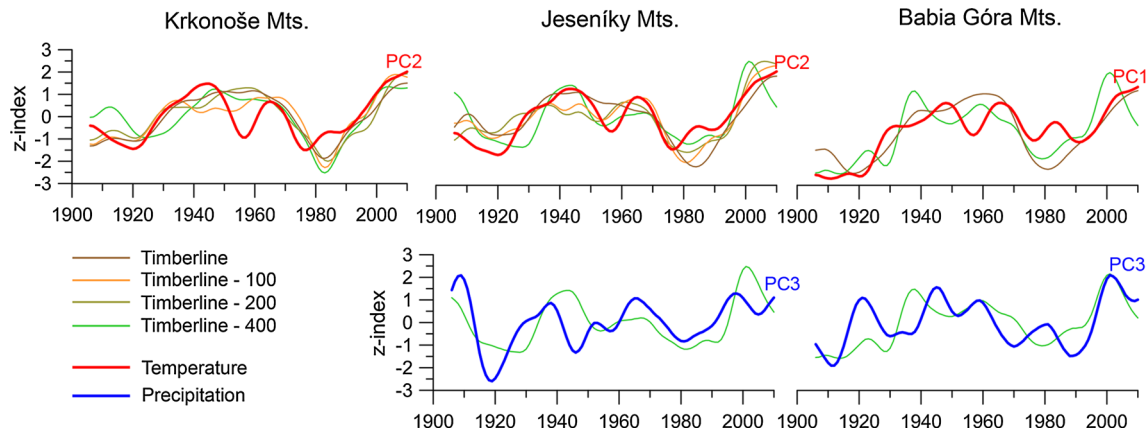 Krkonoše Mts.
Jeseníky Mts.
Babia Góra Mts.
z-index
3
2
1
0
-1
-2
-3
PC2
PC2
PC1
1900 1920 1940 1960 1980 2000
1900 1920 1940 1960 1980 2000
1900 1920 1940 1960 1980 2000
Timberline
Timberline - 100
Timberline - 200
Timberline - 400
Temperature
Precipitation
z-index
3
2
1
0
-1
-2
-3
PC3
PC3
1900 1920 1940 1960 1980 2000
1900 1920 1940 1960 1980 2000